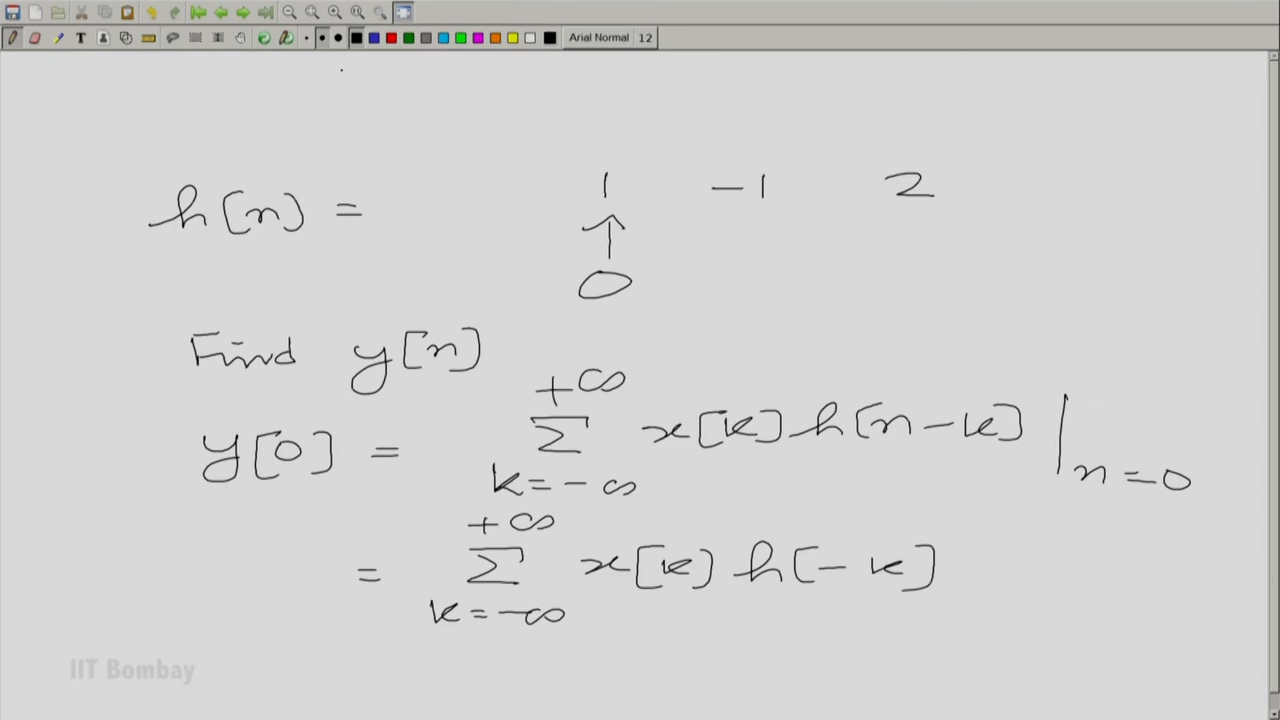 Arial Normal 12
h[n] = 1 -1 2
↑
0
Find y[n]
y[0] = +∞ Σ k=-∞ x[k] h[n-k] | n=0
= +∞ Σ k=-∞ x[k] h[-k]
IIT Bombay